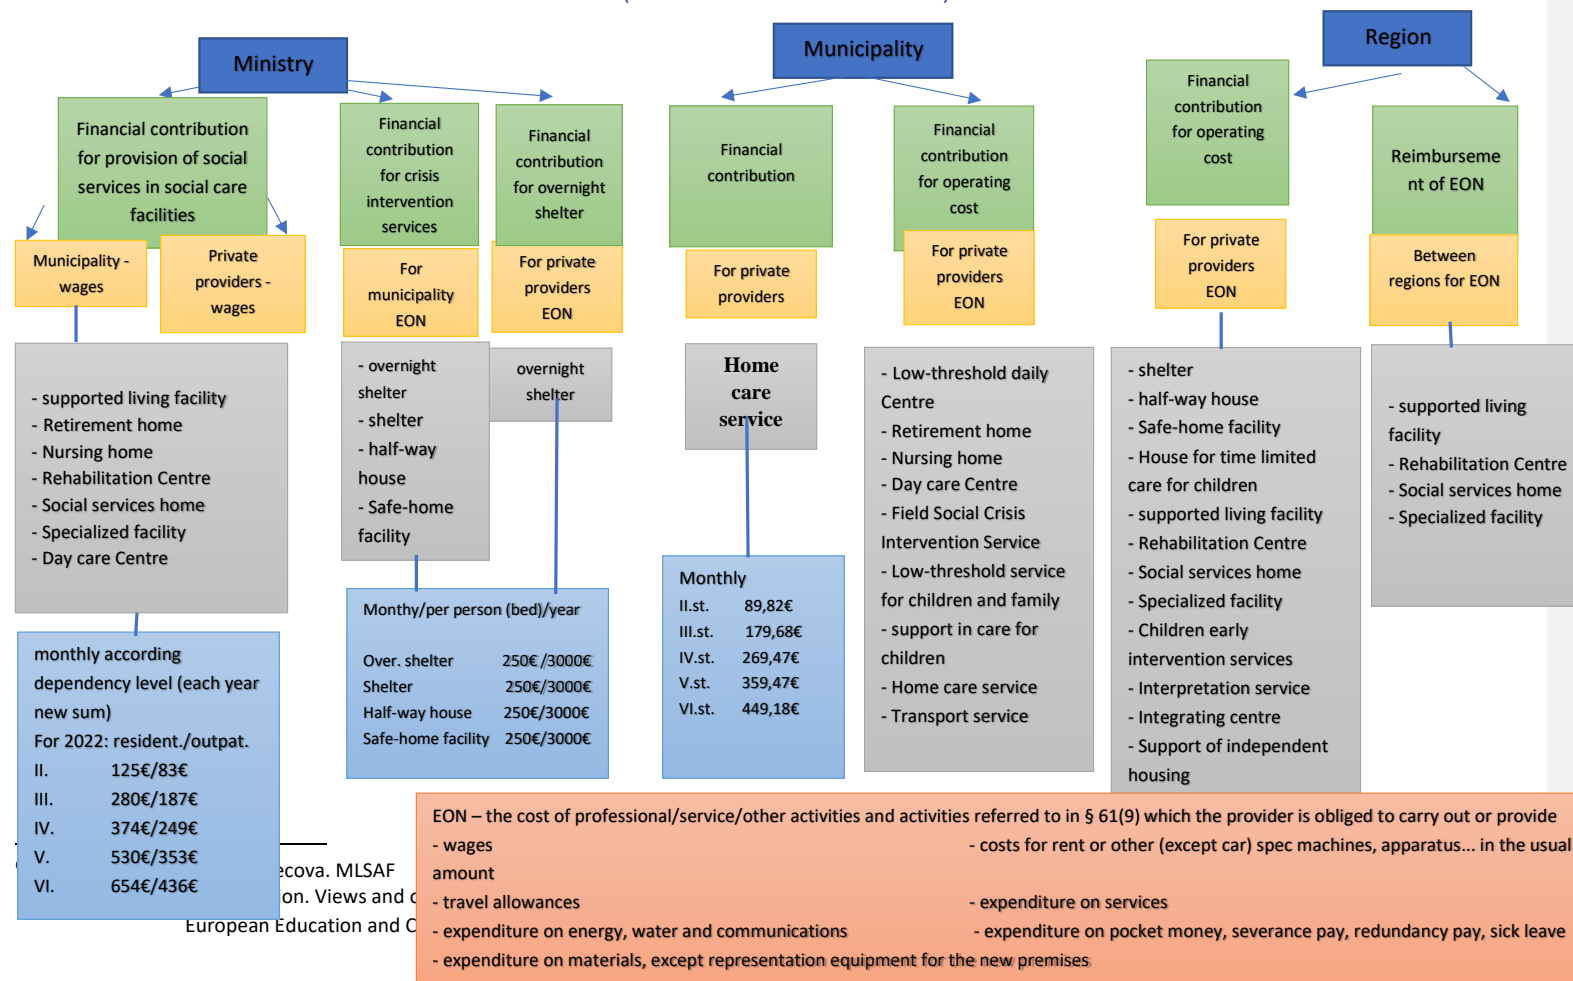 Ministry
Municipality
Region
Financial contribution
for provision of social
services in social care
facilities
Financial
contribution
for crisis
intervention
services
Financial
contribution
for overnight
shelter
Financial
contribution
Financial
contribution
for operating
cost
Financial
contribution
for operating
cost
Reimburseme
nt of EON
Municipality -
wages
Private
providers -
wages
For
municipality
EON
For private
providers
EON
For private
providers
For private
providers
EON
For private
providers
EON
Between
regions for EON
- supported living facility
- Retirement home
- Nursing home
- Rehabilitation Centre
- Social services home
- Specialized facility
- Day care Centre
- overnight
shelter
- shelter
- half-way
house
- Safe-home
facility
overnight
shelter
Home
care
service
- Low-threshold daily
Centre
- Retirement home
- Nursing home
- Day care Centre
- Field Social Crisis
Intervention Service
- Low-threshold service
for children and family
- support in care for
children
- Home care service
- Transport service
- shelter
- half-way house
- Safe-home facility
- House for time limited
care for children
- supported living facility
- Rehabilitation Centre
- Social services home
- Specialized facility
- Children early
intervention services
- Interpretation service
- Integrating centre
- Support of independent
housing
- supported living
facility
- Rehabilitation Centre
- Social services home
- Specialized facility
monthly according
dependency level (each year
new sum)
For 2022: resident./outpat.
II. 125€/83€
III. 280€/187€
IV. 374€/249€
V. 530€/353€
VI. 654€/436€
Monthy/per person (bed)/year
Over. shelter 250€/3000€
Shelter 250€/3000€
Half-way house 250€/3000€
Safe-home facility 250€/3000€
Monthly
II.st. 89,82€
III.st. 179,68€
IV.st. 269,47€
V.st. 359,47€
VI.st. 449,18€
EON – the cost of professional/service/other activities and activities referred to in § 61(9) which the provider is obliged to carry out or provide
- wages - costs for rent or other (except car) spec machines, apparatus... in the usual
amount
- travel allowances - expenditure on services
- expenditure on energy, water and communications - expenditure on pocket money, severance pay, redundancy pay, sick leave
- expenditure on materials, except representation equipment for the new premises
ecova. MLSAF
ion. Views and
European Education and C